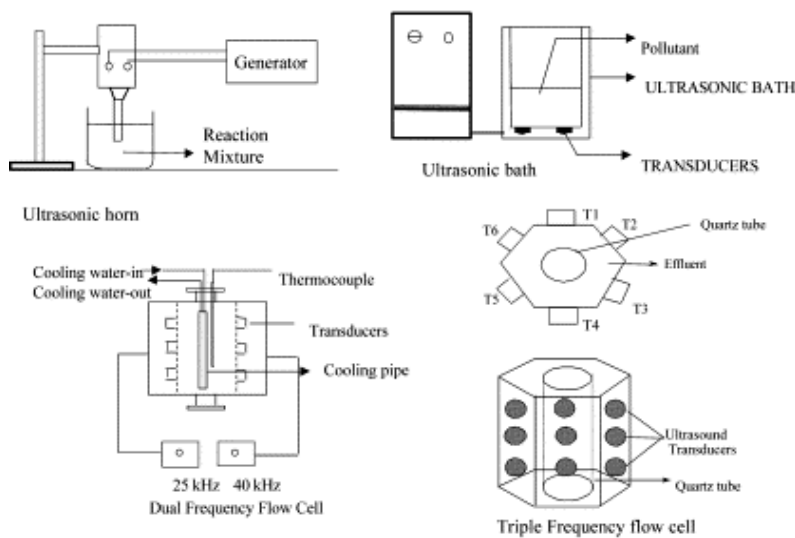 Generator
Reaction
Mixture
Ultrasonic horn
Pollutant
ULTRASONIC BATH
TRANSDUCERS
Ultrasonic bath
Cooling water-in
Cooling water-out
Thermocouple
Transducers
Cooling pipe
25 kHz 40 kHz
Dual Frequency Flow Cell
T1
T2
T6
Quartz tube
Effluent
T5
T3
T4
Ultrasound
Transducers
Quartz tube
Triple Frequency flow cell